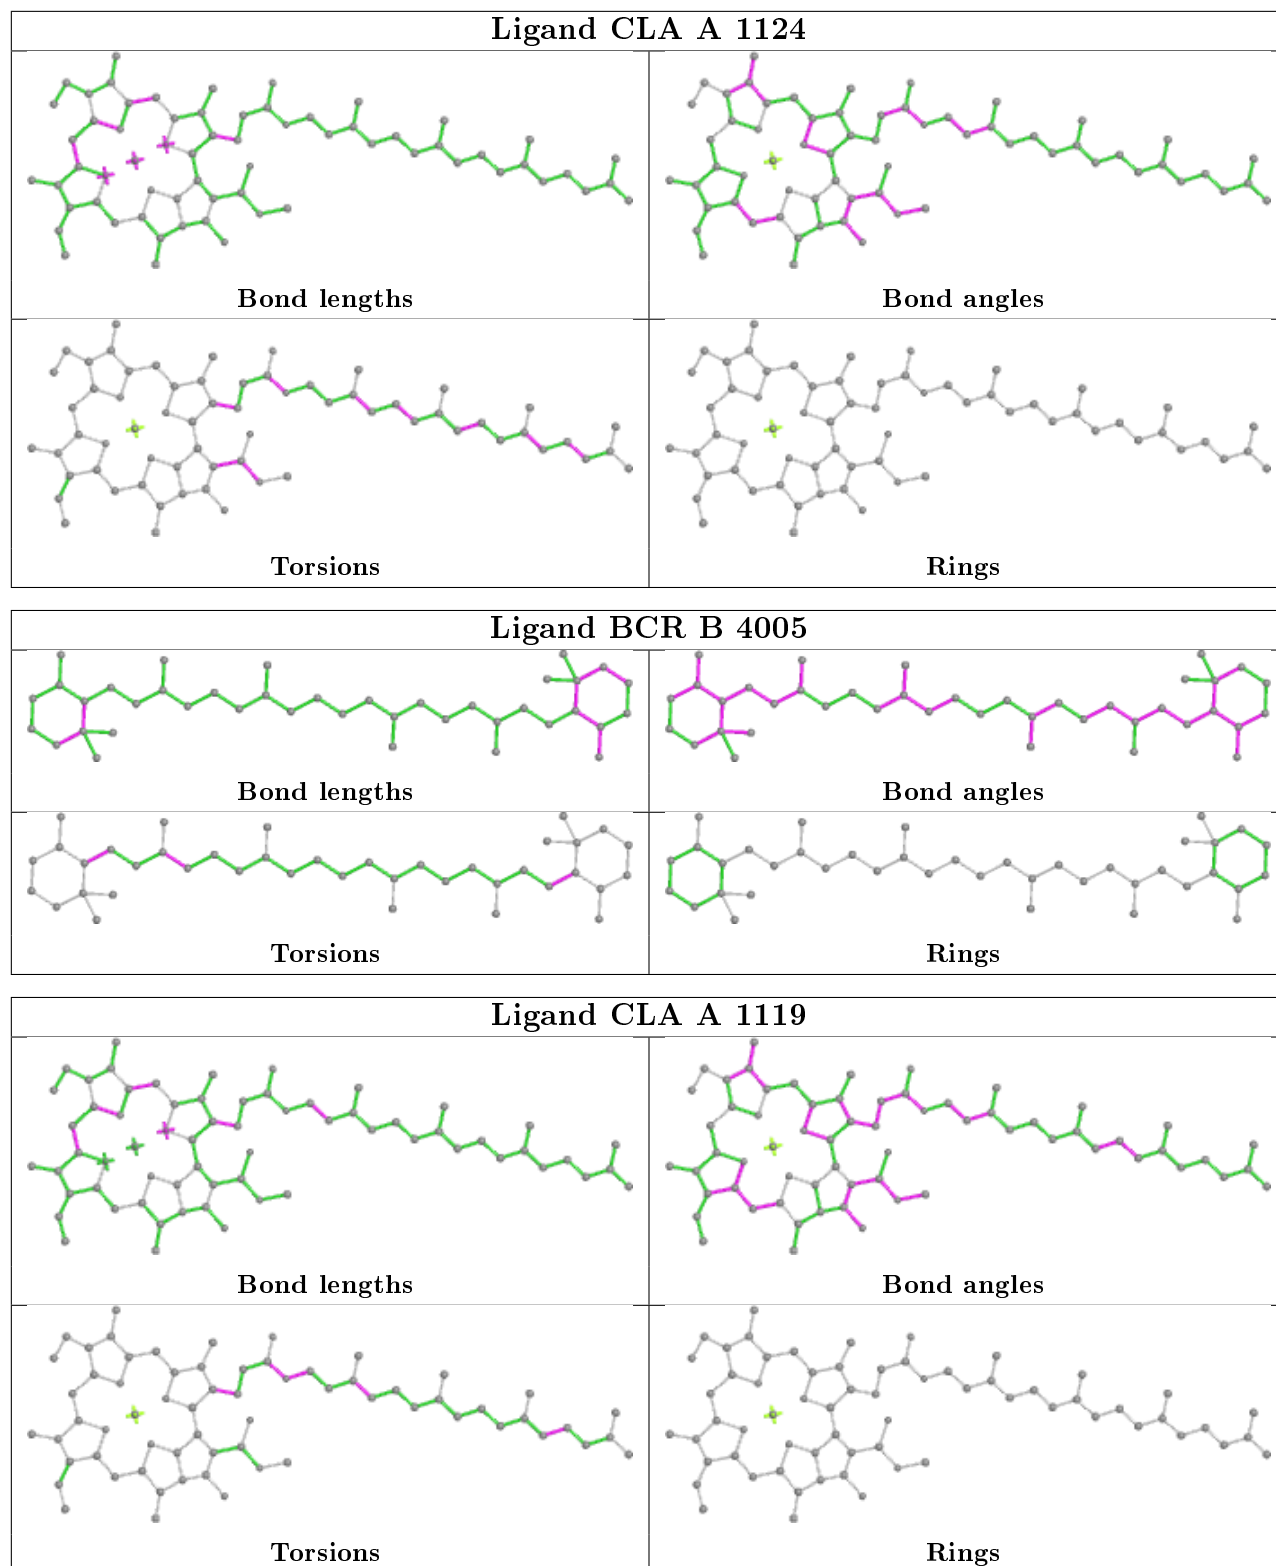 Ligand CLA A 1124
Bond lengths
Bond angles
Torsions
Rings
Ligand BCR B 4005
Bond lengths
Bond angles
Torsions
Rings
Ligand CLA A 1119
Bond lengths
Bond angles
Torsions
Rings